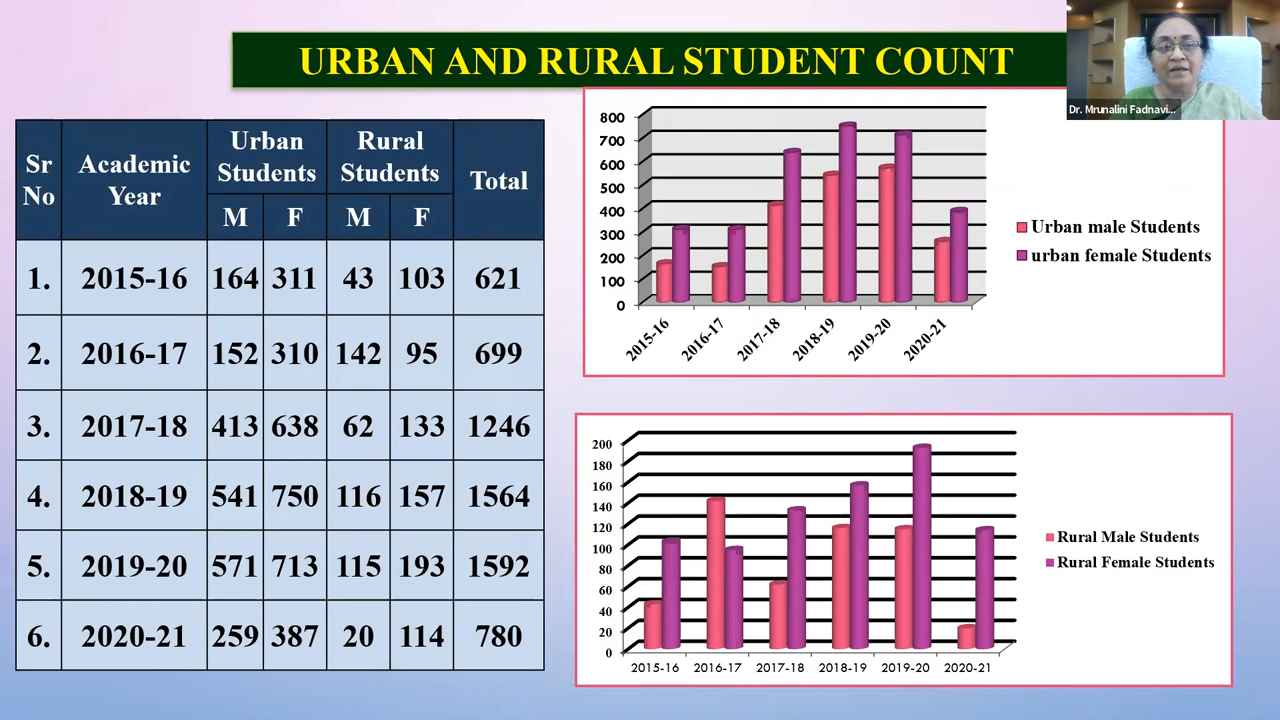 URBAN AND RURAL STUDENT COUNT
Dr. Mrunalini Fadnavi...
Sr No Academic Year Urban Students Rural Students Total
M F M F
1. 2015-16 164 311 43 103 621
2. 2016-17 152 310 142 95 699
3. 2017-18 413 638 62 133 1246
4. 2018-19 541 750 116 157 1564
5. 2019-20 571 713 115 193 1592
6. 2020-21 259 387 20 114 780
800
700
600
500
400
300
200
100
0
2015-16 2016-17 2017-18 2018-19 2019-20 2020-21
Urban male Students
urban female Students
200
180
160
140
120
100
80
60
40
20
0
2015-16 2016-17 2017-18 2018-19 2019-20 2020-21
Rural Male Students
Rural Female Students